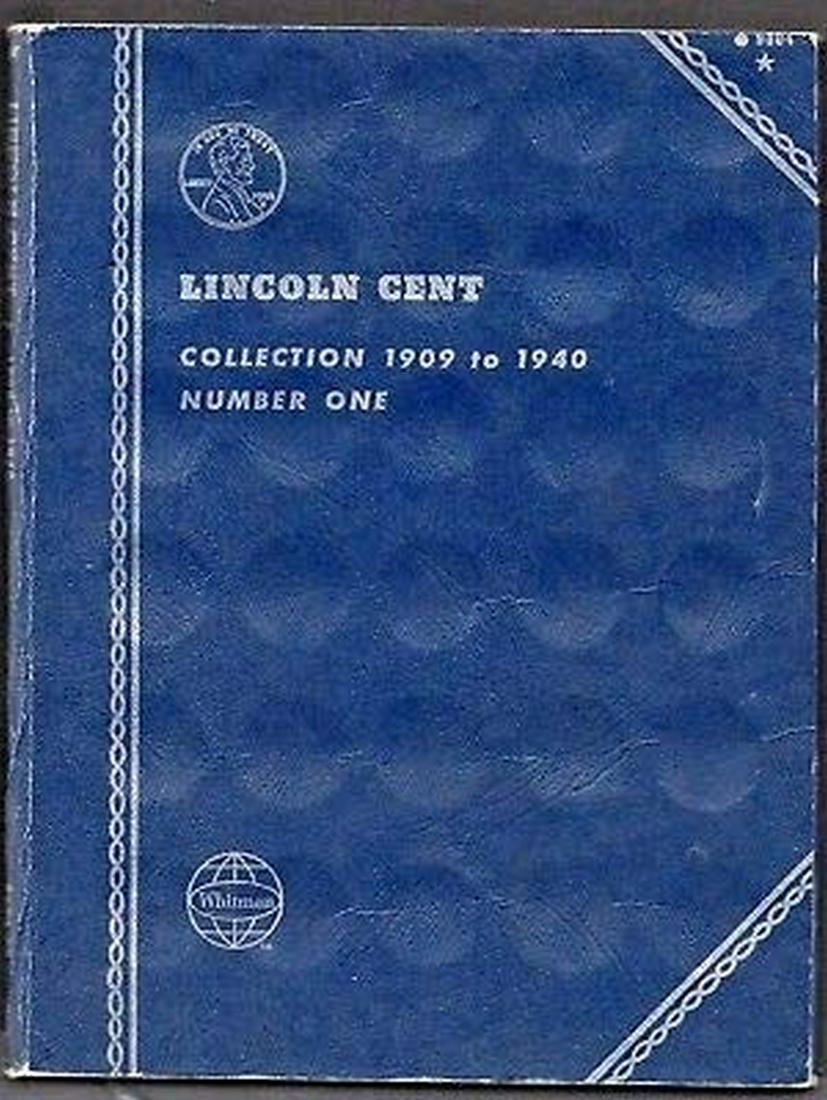 LINCOLN CENT
COLLECTION 1909 to 1940
NUMBER ONE
Whitman